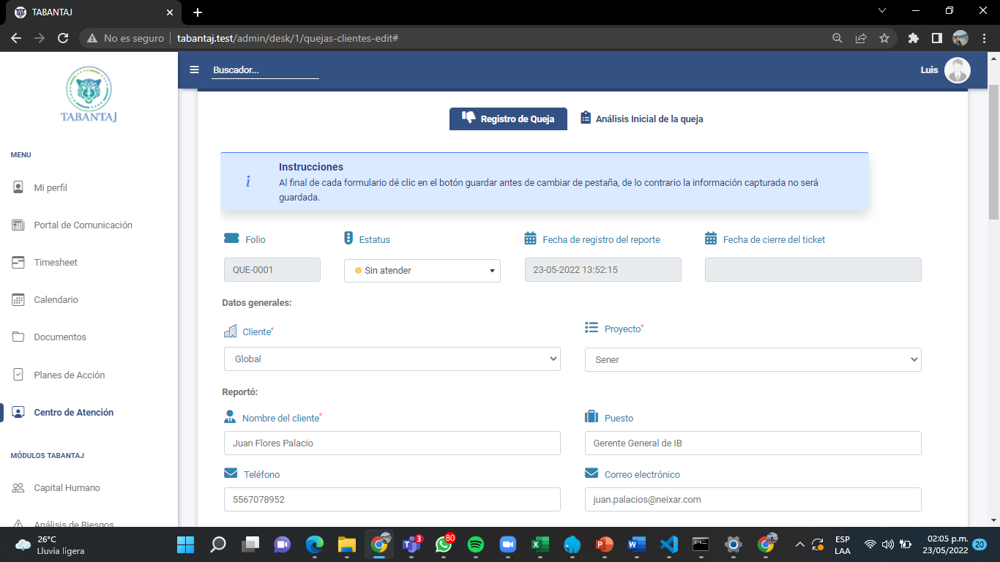 TABANTAJ
No es seguro
tabantaj.test/admin/desk/1/quejas-clientes-edit#
TABANTAJ
Buscador...
Luis
MENU
Mi perfil
Portal de Comunicación
Timesheet
Calendario
Documentos
Planes de Acción
Centro de Atención
MÓDULOS TABANTAJ
Capital Humano
Análisis de Riesgos
Registro de Queja
Análisis Inicial de la queja
i
Instrucciones
Al final de cada formulario dé clic en el botón guardar antes de cambiar de pestaña, de lo contrario la información capturada no será
guardada.
Folio
Estatus
Fecha de registro del reporte
Fecha de cierre del ticket
QUE-0001
Sin atender
23-05-2022 13:52:15
Datos generales:
Cliente*
Proyecto*
Global
Sener
Reportó:
Nombre del cliente*
Puesto
Juan Flores Palacio
Gerente General de IB
Teléfono
Correo electrónico
5567078952
juan.palacios@neixar.com
26°C
Lluvia ligera
3
80
ESP
LAA
02:05 p.m.
23/05/2022
20